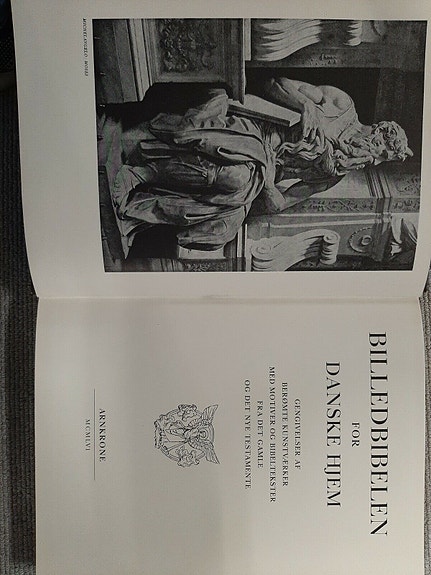 MICHELANGELO: MOSES
BILLEDBIBELEN
FOR
DANSKE HJEM
GENGIVELSER AF
BERØMTE KUNSTVÆRKER
MED MOTIVER OG BIBELTEKSTER
FRA DET GAMLE
OG DET NYE TESTAMENTE
ARNKRONE
MCMLVI